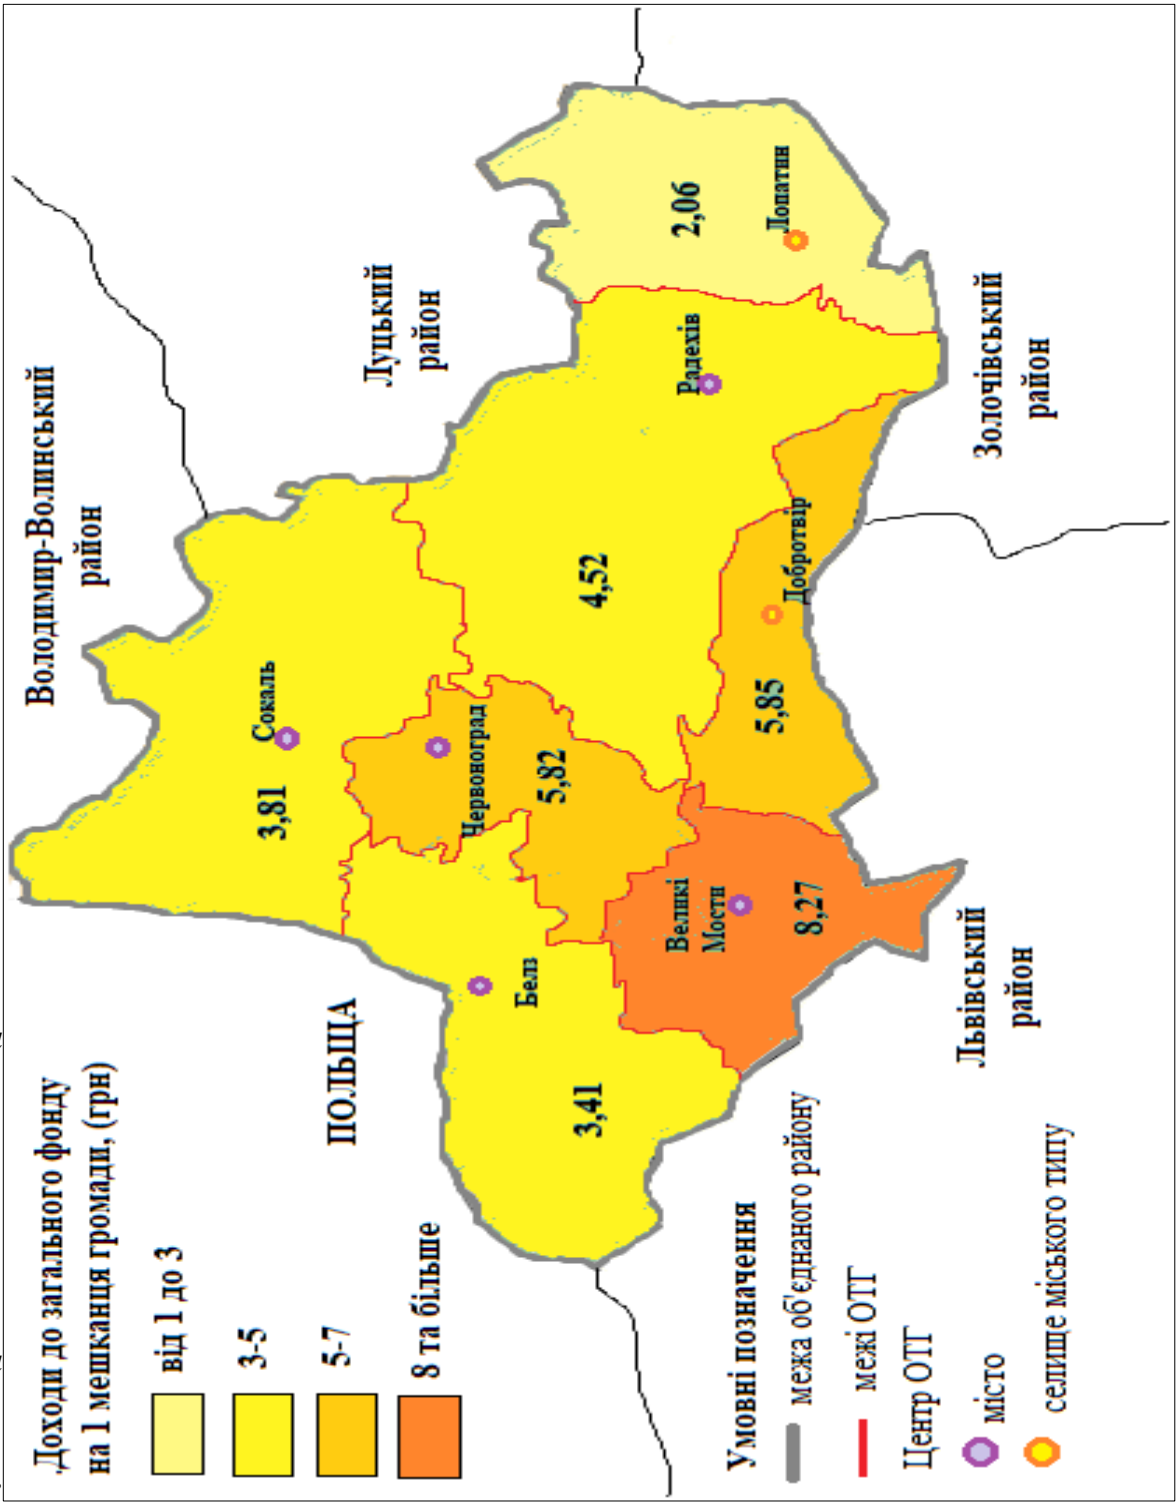 Доходи до загального фонду
на 1 мешканця громади, (грн)
від 1 до 3
3-5
5-7
8 та більше
ПОЛЬЩА
Володимир-Волинський
район
Луцький
район
Золочівський
район
Львівський
район
Сокаль
3,81
Червоноград
5,82
Белз
3,41
Великі
Мости
8,27
Добротвір
5,85
Радехів
4,52
Лопатин
2,06
Умовні позначення
межа об'єднаного району
межі ОТГ
Центр ОТГ
місто
селище міського типу